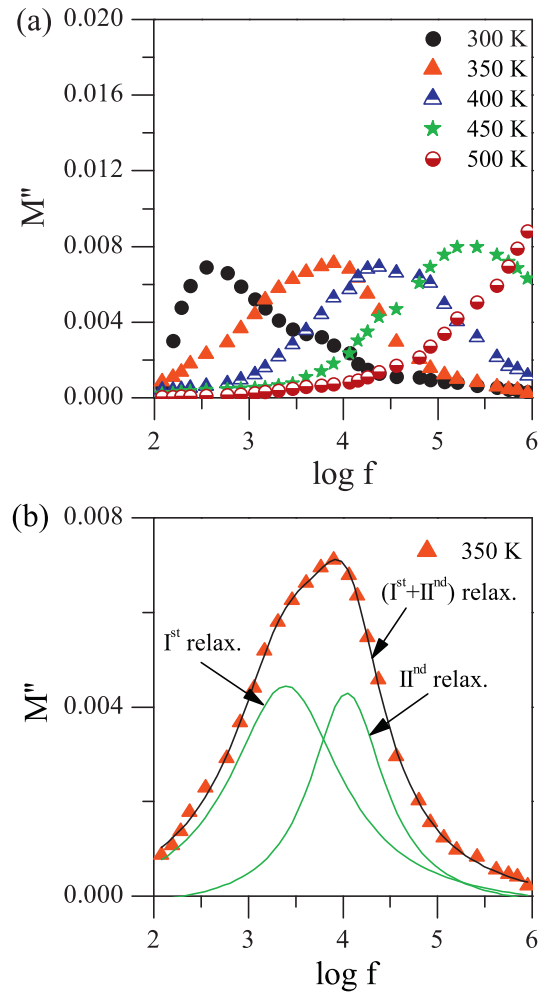 (a)
0.020
0.016
0.012
0.008
0.004
0.000
M"
300 K
350 K
400 K
450 K
500 K
2 3 4 5 6
log f
(b)
0.008
0.004
0.000
M"
350 K
(Iˢᵗ+IIⁿᵈ) relax.
Iˢᵗ relax.
IIⁿᵈ relax.
2 3 4 5 6
log f